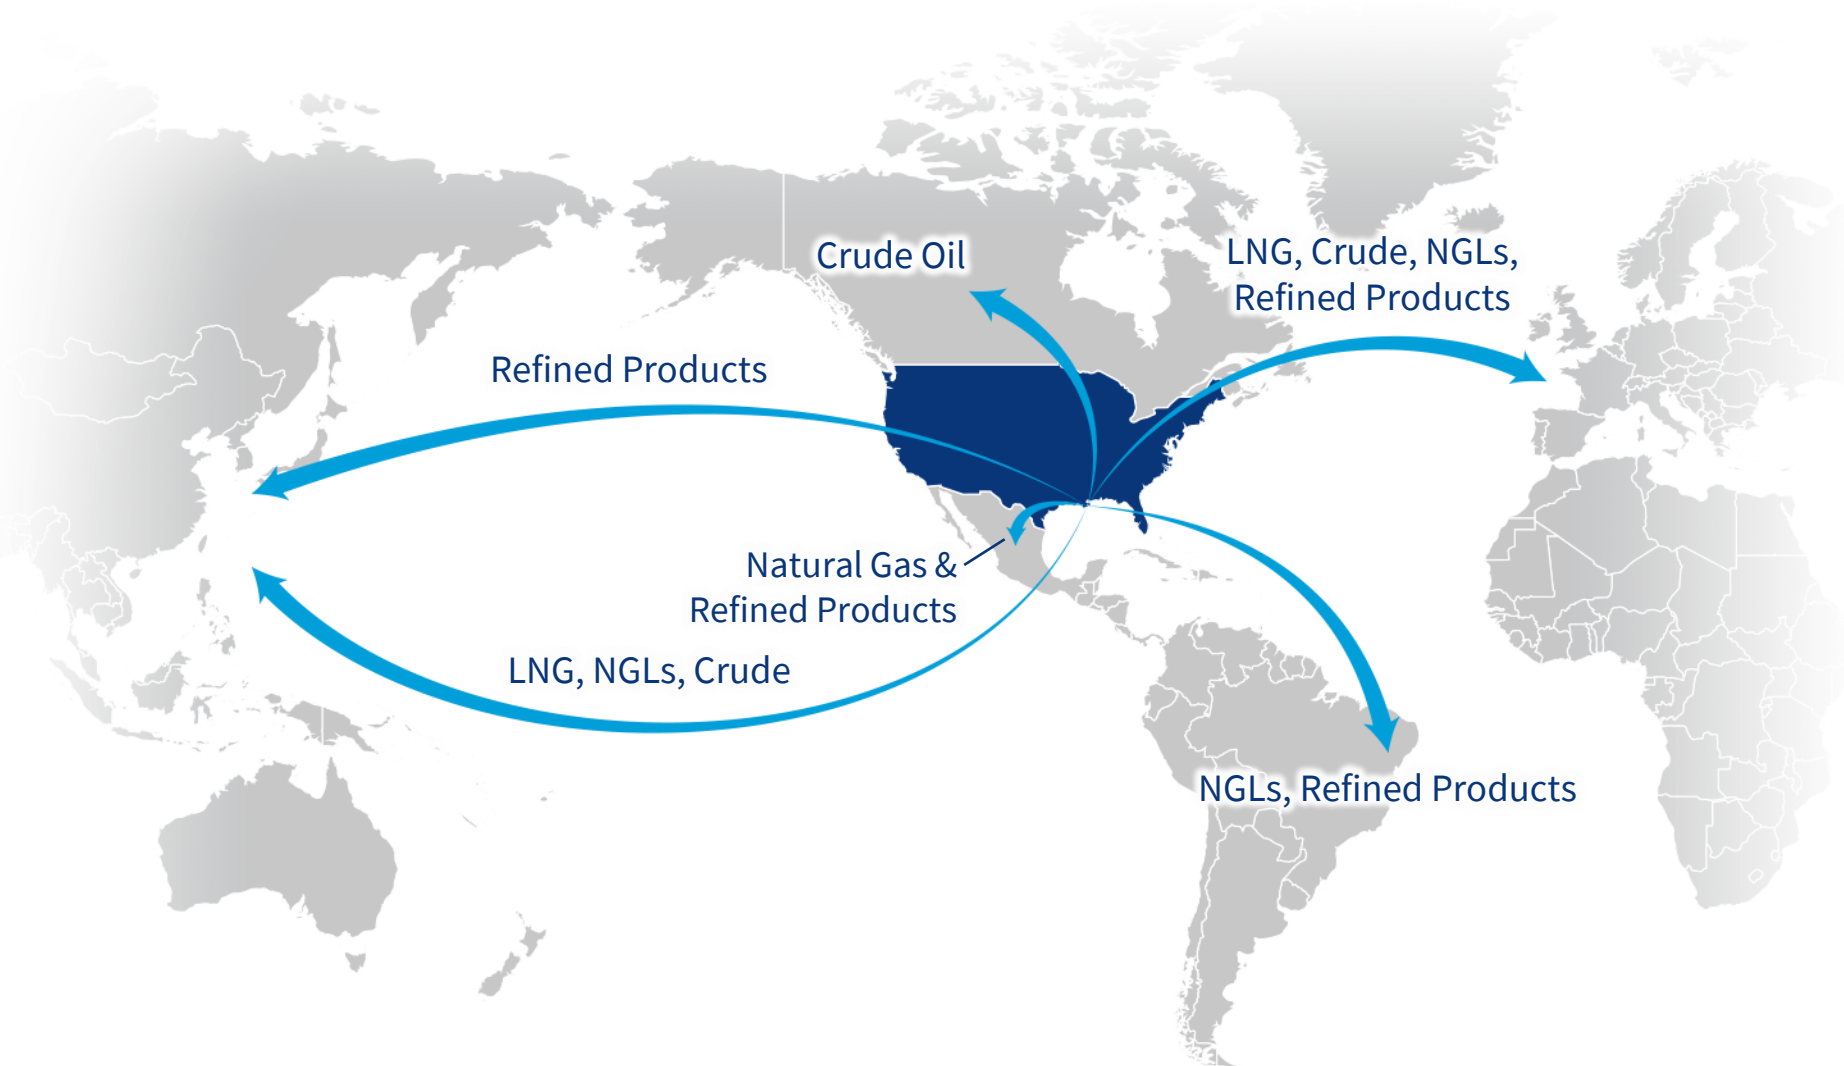 Crude Oil
LNG, Crude, NGLs,
Refined Products
Refined Products
Natural Gas &
Refined Products
LNG, NGLs, Crude
NGLs, Refined Products